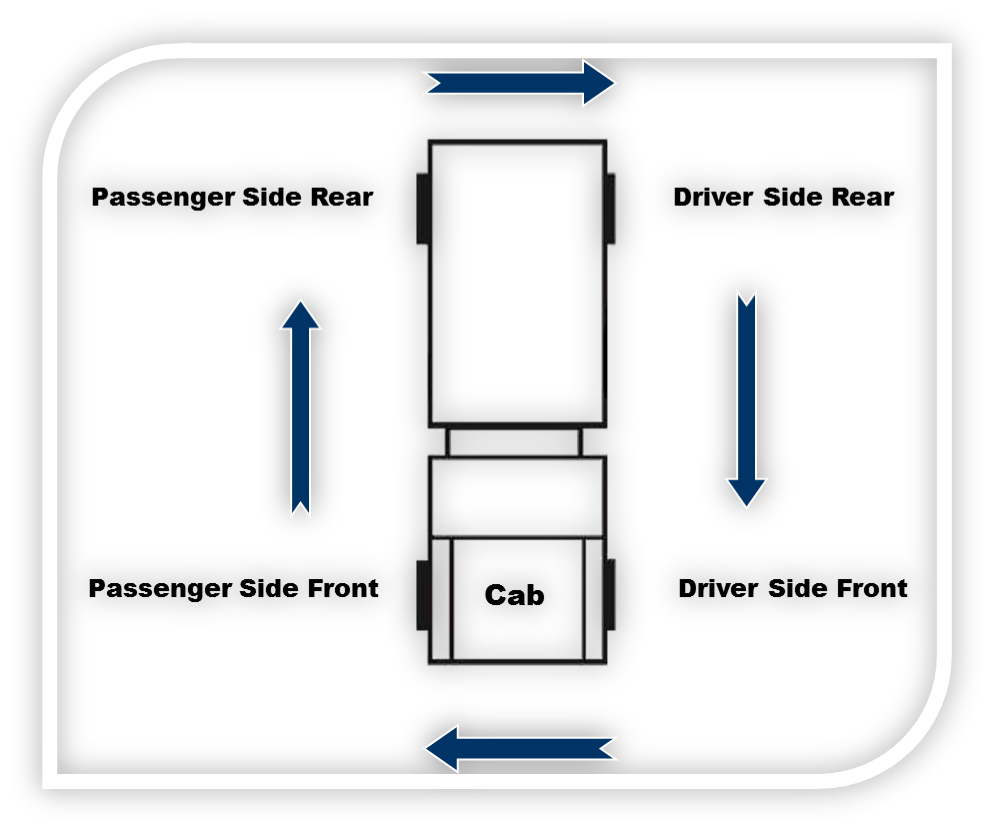 Passenger Side Rear
Driver Side Rear
Passenger Side Front
Cab
Driver Side Front